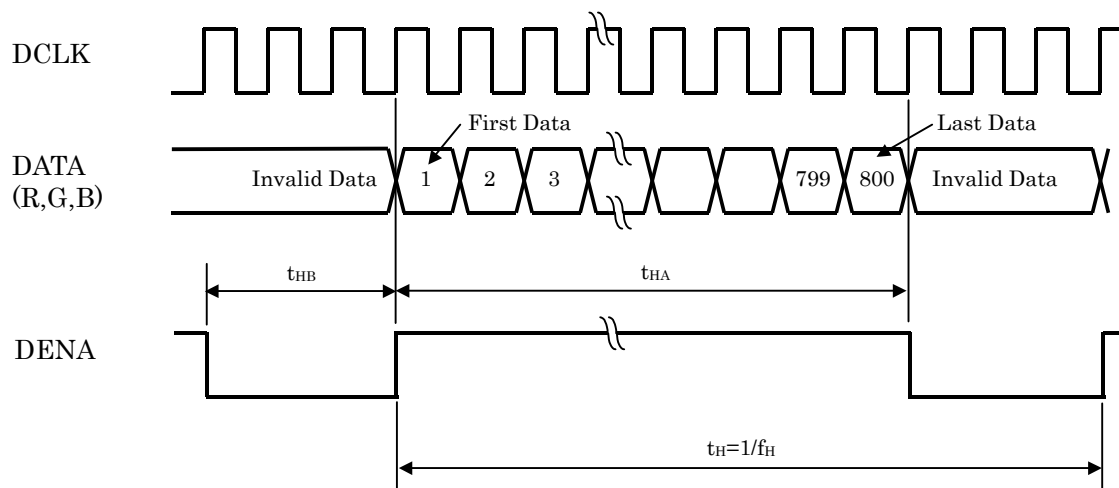 DCLK
First Data
Last Data
DATA
(R,G,B)
Invalid Data
1
2
3
799
800
Invalid Data
tHB
tHA
DENA
tH=1/fH